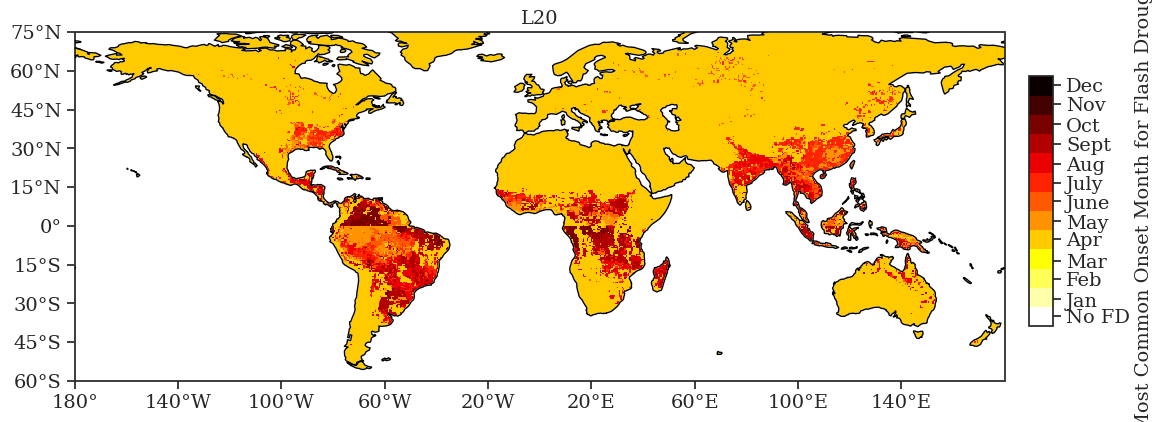 L20
75°N
60°N
45°N
30°N
15°N
0°
15°S
30°S
45°S
60°S
180°
140°W
100°W
60°W
20°W
20°E
60°E
100°E
140°E
Dec
Nov
Oct
Sept
Aug
July
June
May
Apr
Mar
Feb
Jan
No FD
Most Common Onset Month for Flash